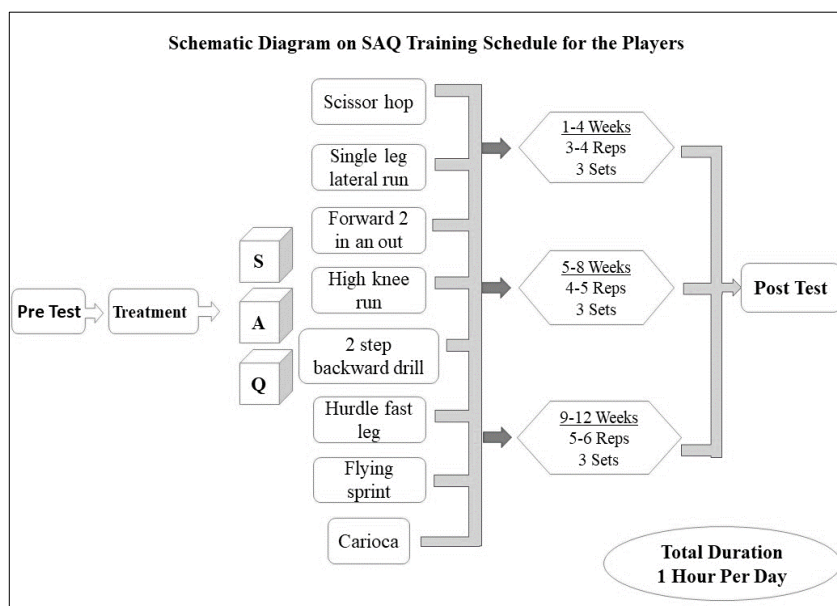 Schematic Diagram on SAQ Training Schedule for the Players
Pre Test
Treatment
S
A
Q
Scissor hop
Single leg
lateral run
Forward 2
in an out
High knee
run
2 step
backward drill
Hurdle fast
leg
Flying
sprint
Carioca
1-4 Weeks
3-4 Reps
3 Sets
5-8 Weeks
4-5 Reps
3 Sets
9-12 Weeks
5-6 Reps
3 Sets
Post Test
Total Duration
1 Hour Per Day